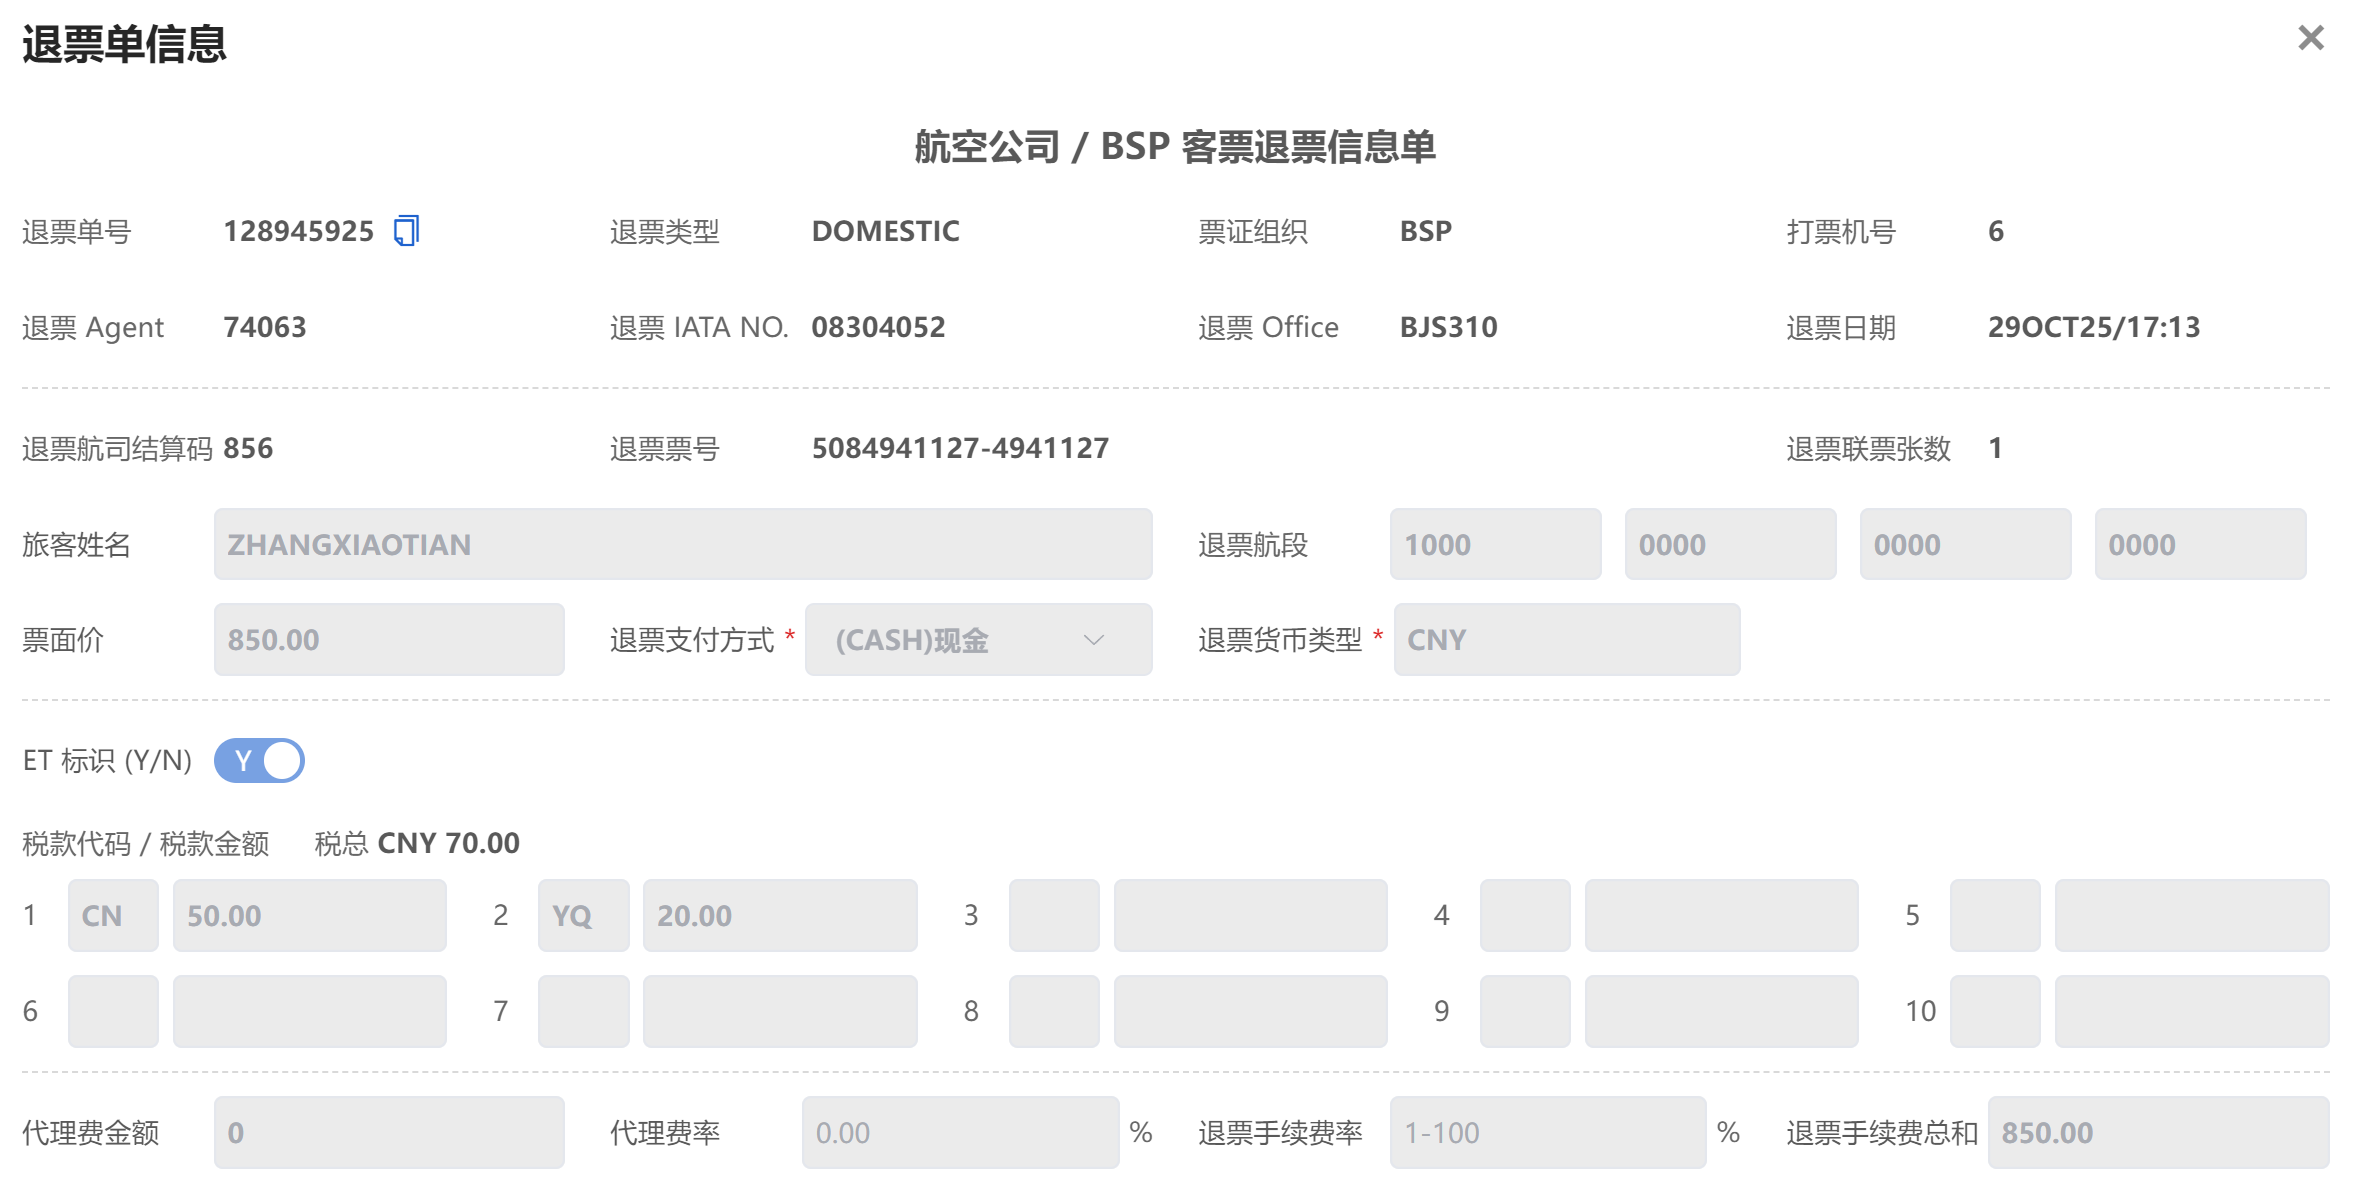 退票单信息
航空公司 / BSP 客票退票信息单
退票单号 128945925 退票类型 DOMESTIC 票证组织 BSP 打票机号 6
退票 Agent 74063 退票 IATA NO. 08304052 退票 Office BJS310 退票日期 29OCT25/17:13
退票航司结算码 856 退票票号 5084941127-4941127 退票联票张数 1
旅客姓名 ZHANGXIAOTIAN 退票航段 1000 0000 0000 0000
票面价 850.00 退票支付方式 * (CASH)现金 退票货币类型 * CNY
ET 标识 (Y/N) Y
税款代码 / 税款金额 税总 CNY 70.00
1 CN 50.00 2 YQ 20.00 3 4 5
6 7 8 9 10
代理费金额 0 代理费率 0.00 % 退票手续费率 1-100 % 退票手续费总和 850.00